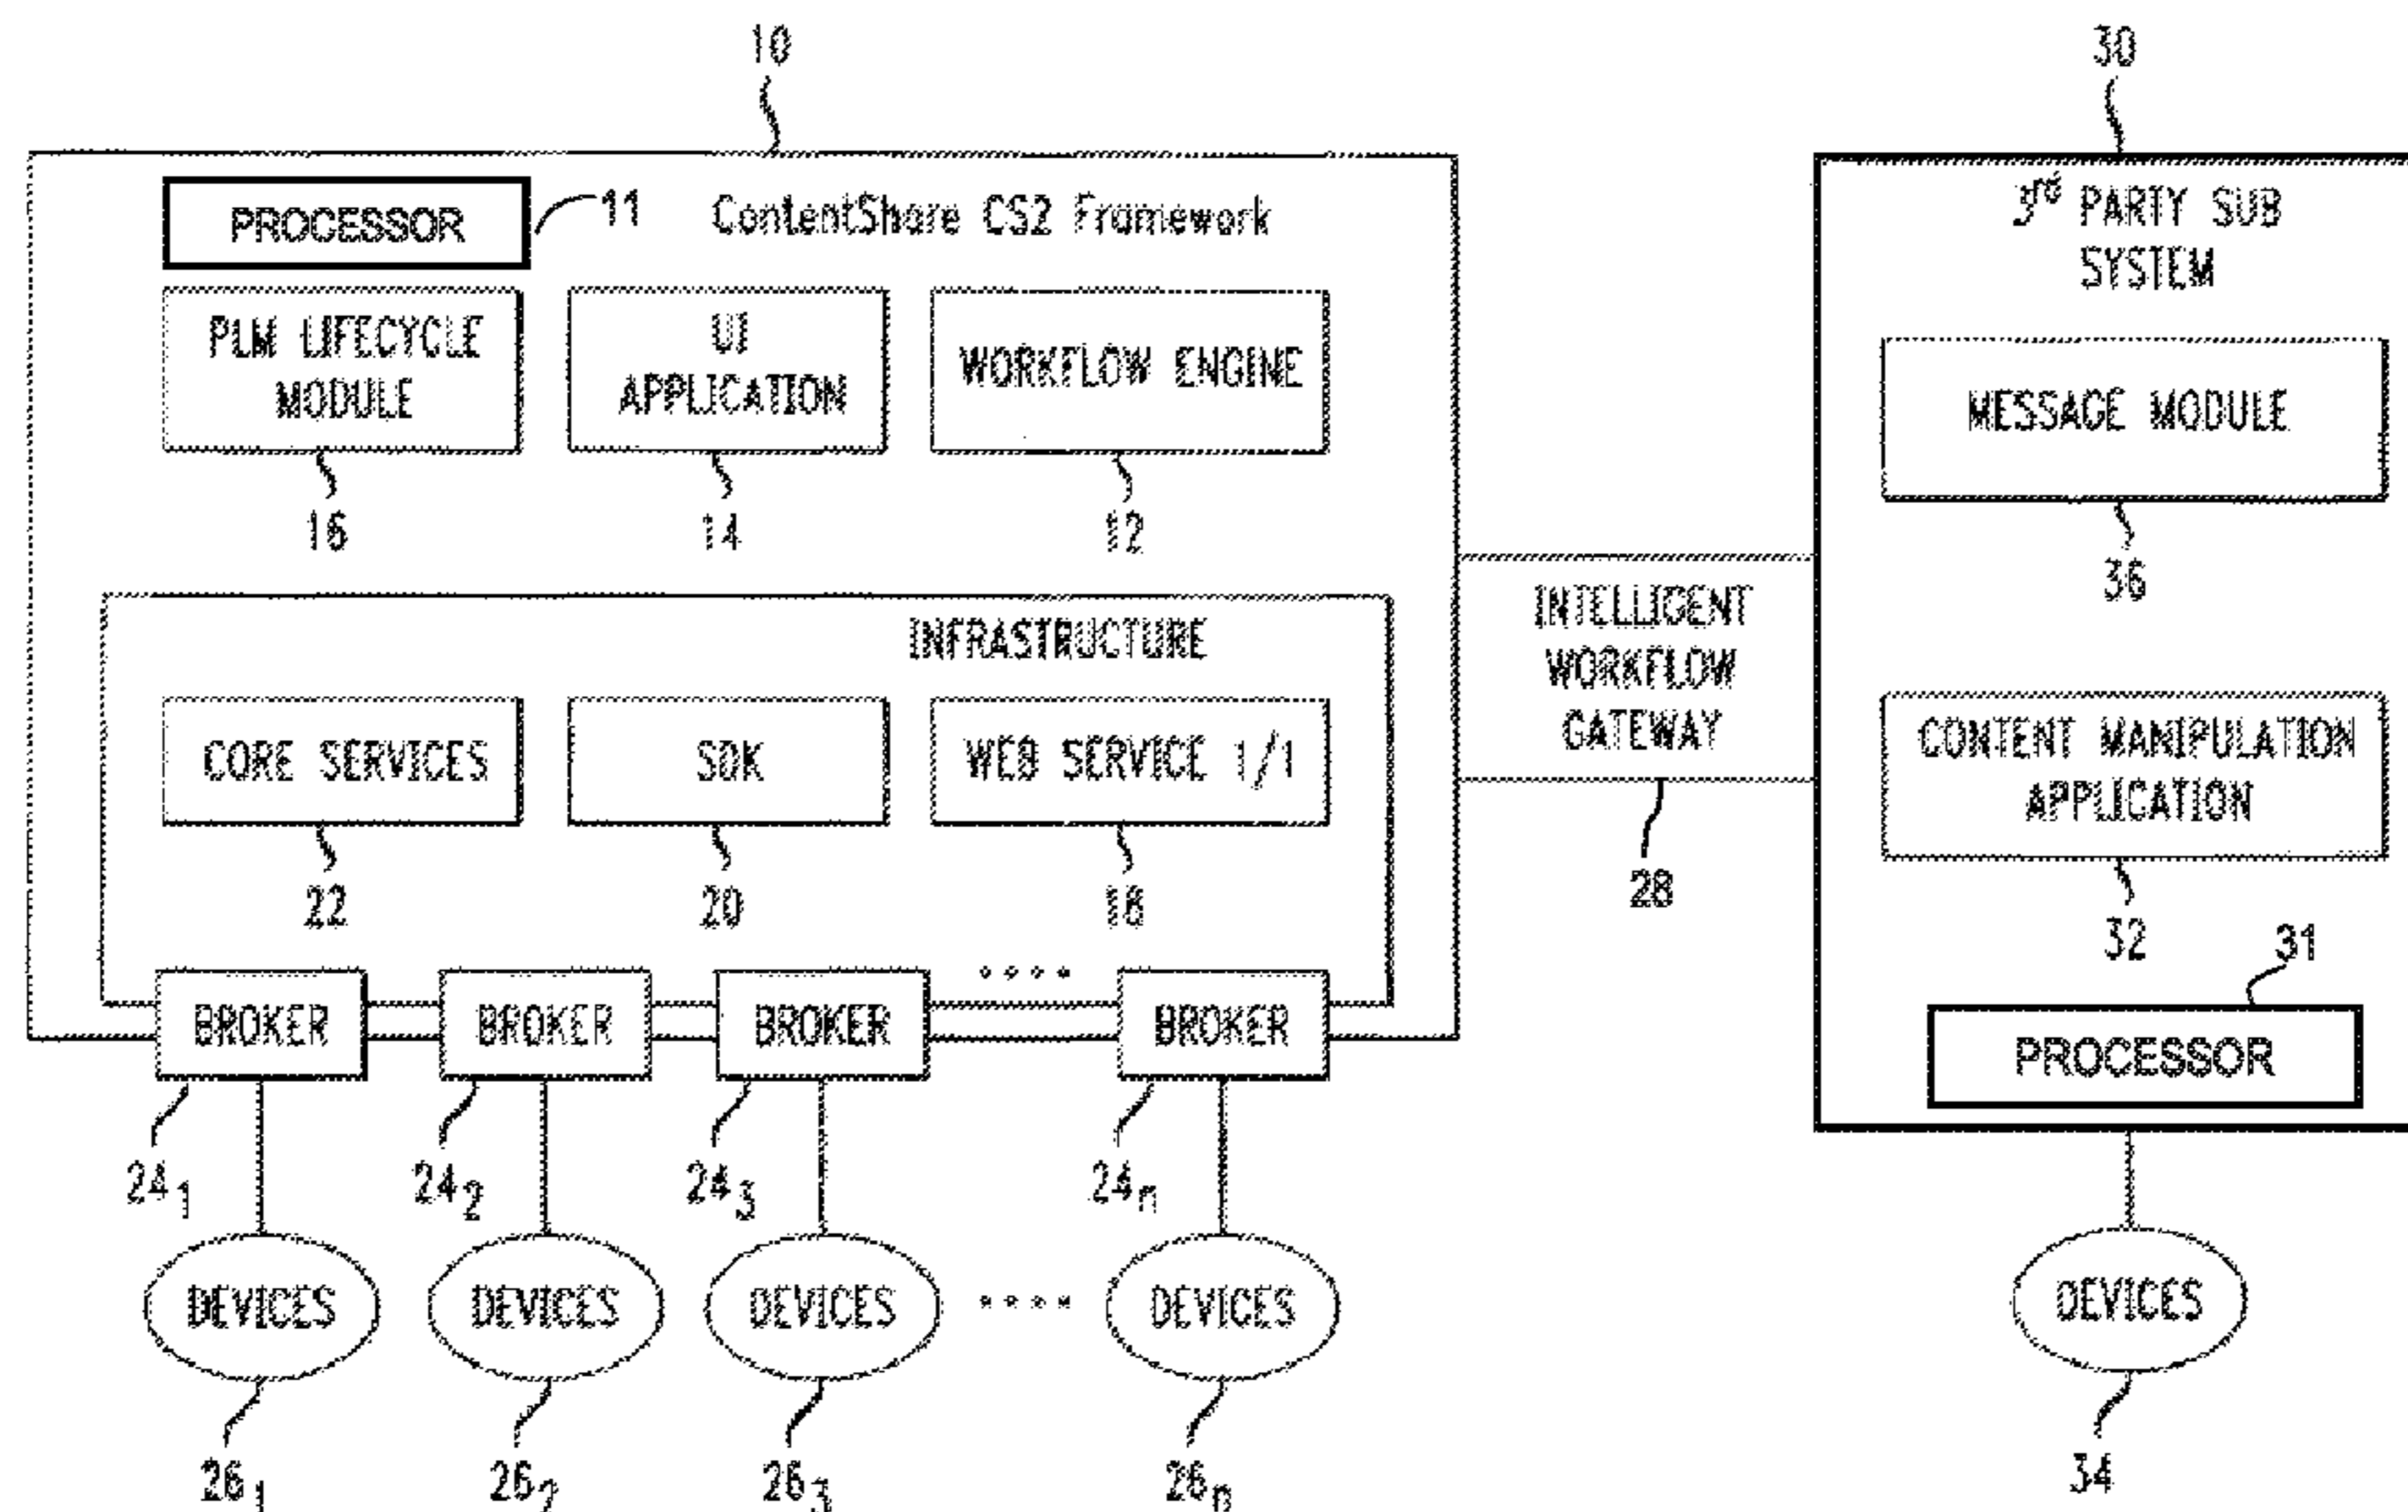 10
30
PROCESSOR
11
ContentShare CS2 Framework
3rd PARTY SUB
SYSTEM
PLM LIFECYCLE
MODULE
UI
APPLICATION
WORKFLOW ENGINE
MESSAGE MODULE
16
14
12
36
INFRASTRUCTURE
INTELLIGENT
WORKFLOW
GATEWAY
CORE SERVICES
SDK
WEB SERVICE 1/1
CONTENT MANIPULATION
APPLICATION
22
20
18
28
32
31
BROKER
BROKER
BROKER
....
BROKER
PROCESSOR
24₁
24₂
24₃
24ₙ
DEVICES
DEVICES
DEVICES
....
DEVICES
DEVICES
26₁
26₂
26₃
26ₙ
34